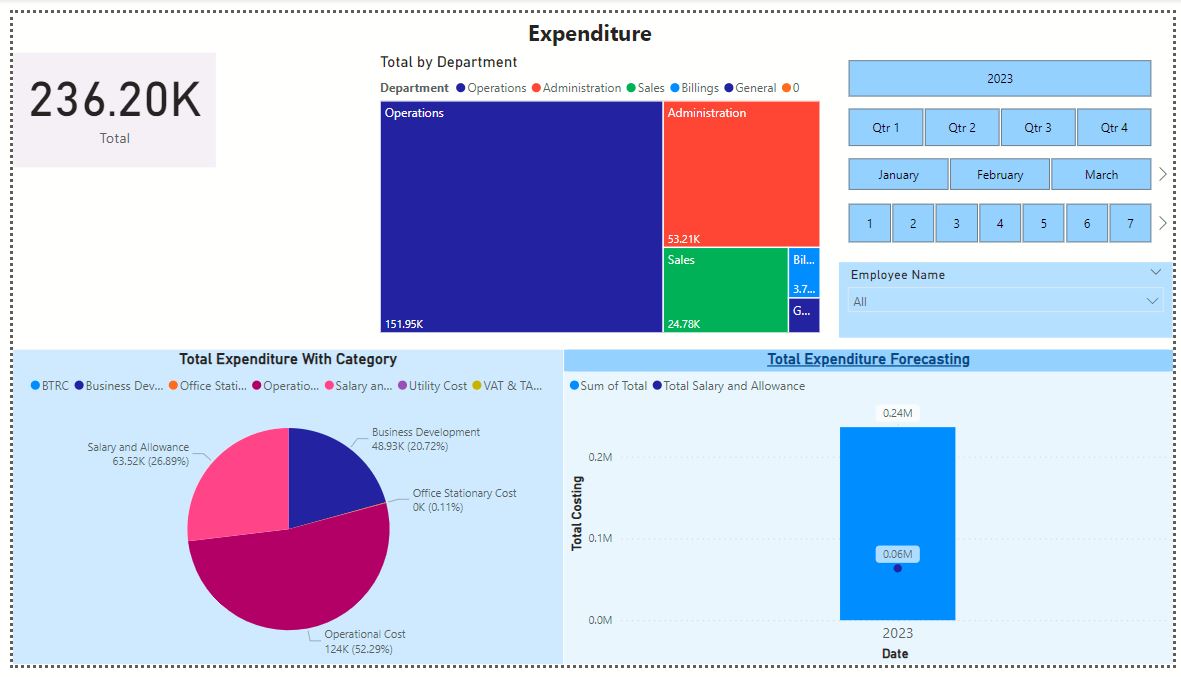 Expenditure
236.20K
Total
Total by Department
Department Operations Administration Sales Billings General 0
Operations
151.95K
Administration
53.21K
Sales
24.78K
Bil...
3.7...
G...
2023
Qtr 1 Qtr 2 Qtr 3 Qtr 4
January February March
1 2 3 4 5 6 7
Employee Name
All
Total Expenditure With Category
BTRC Business Dev... Office Stati... Operatio... Salary an... Utility Cost VAT & TA...
Business Development
48.93K (20.72%)
Office Stationary Cost
0K (0.11%)
Operational Cost
124K (52.29%)
Salary and Allowance
63.52K (26.89%)
Total Expenditure Forecasting
Sum of Total Total Salary and Allowance
Total Costing
0.2M
0.1M
0.0M
0.24M
0.06M
2023
Date